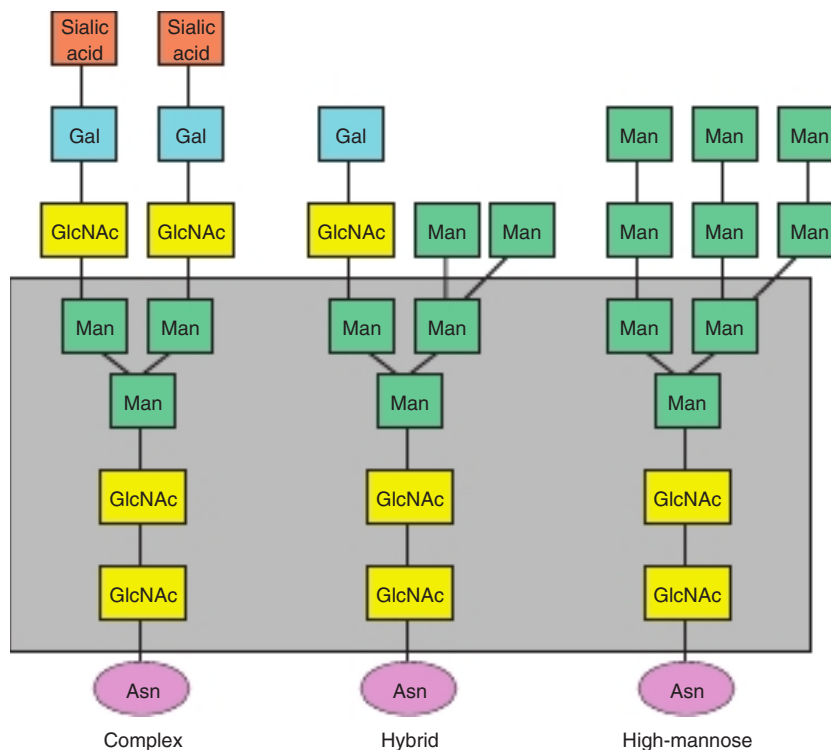 Sialic acid Sialic acid
Gal Gal Gal Man Man Man
GlcNAc GlcNAc GlcNAc Man Man Man Man Man
Man Man Man Man Man Man
Man Man Man
GlcNAc GlcNAc GlcNAc
GlcNAc GlcNAc GlcNAc
Asn Asn Asn
Complex Hybrid High-mannose